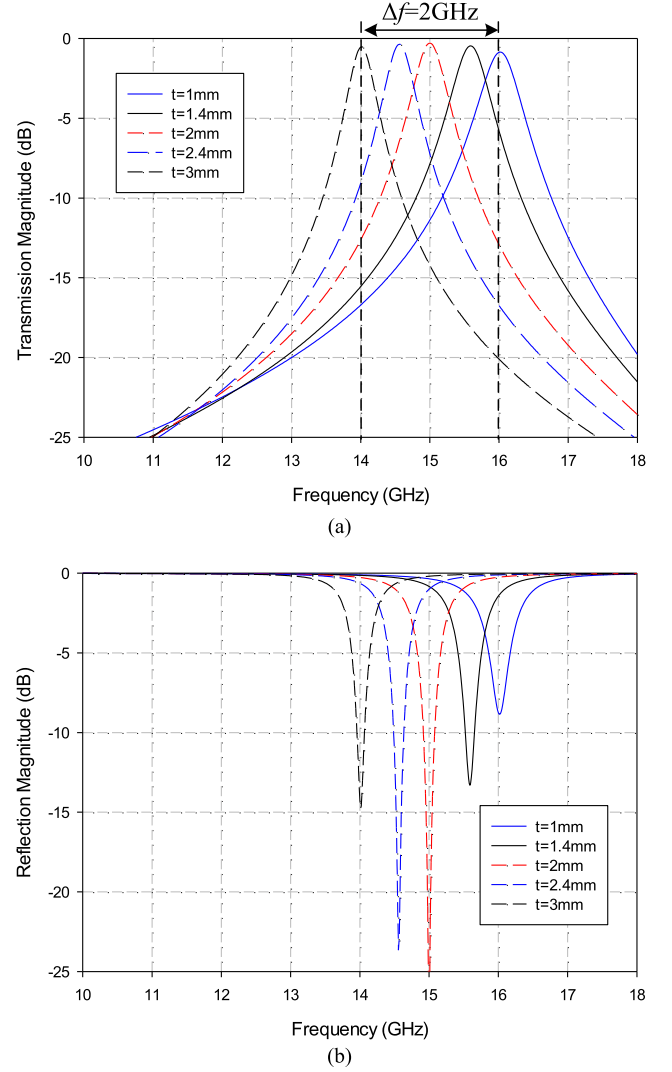 Δf=2GHz
0
-5
-10
-15
-20
-25
Transmission Magnitude (dB)
t=1mm
t=1.4mm
t=2mm
t=2.4mm
t=3mm
10 11 12 13 14 15 16 17 18
Frequency (GHz)
(a)
0
-5
-10
-15
-20
-25
Reflection Magnitude (dB)
t=1mm
t=1.4mm
t=2mm
t=2.4mm
t=3mm
10 11 12 13 14 15 16 17 18
Frequency (GHz)
(b)